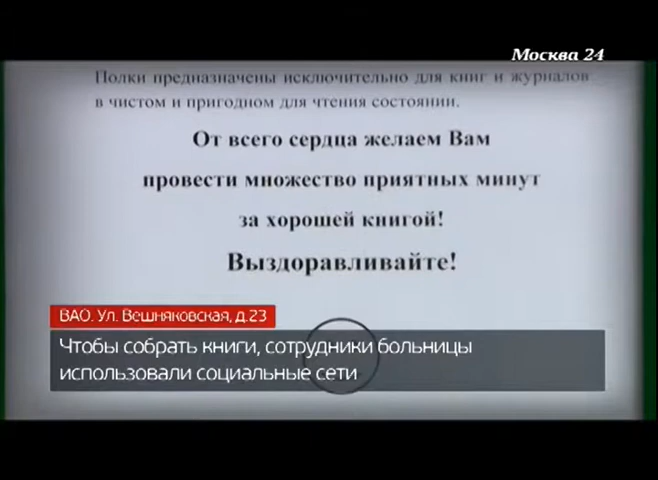 Москва 24
Полки предназначены исключительно для книг и журналов
в чистом и пригодном для чтения состоянии.
От всего сердца желаем Вам
провести множество приятных минут
за хорошей книгой!
Выздоравливайте!
ВАО. Ул. Вешняковская, д.23
Чтобы собрать книги, сотрудники больницы
использовали социальные сети